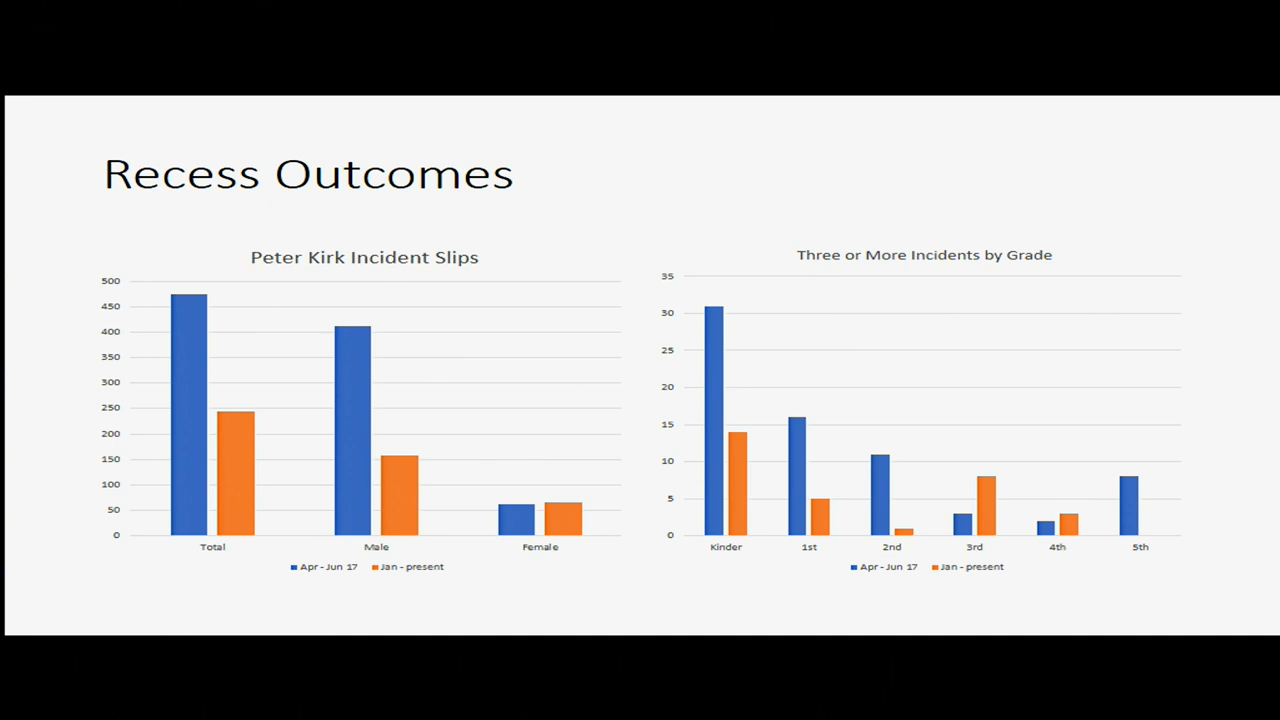 Recess Outcomes
Peter Kirk Incident Slips
500
450
400
350
300
250
200
150
100
50
0
Total Male Female
Apr - Jun 17 Jan - present
Three or More Incidents by Grade
35
30
25
20
15
10
5
0
Kinder 1st 2nd 3rd 4th 5th
Apr - Jun 17 Jan - present